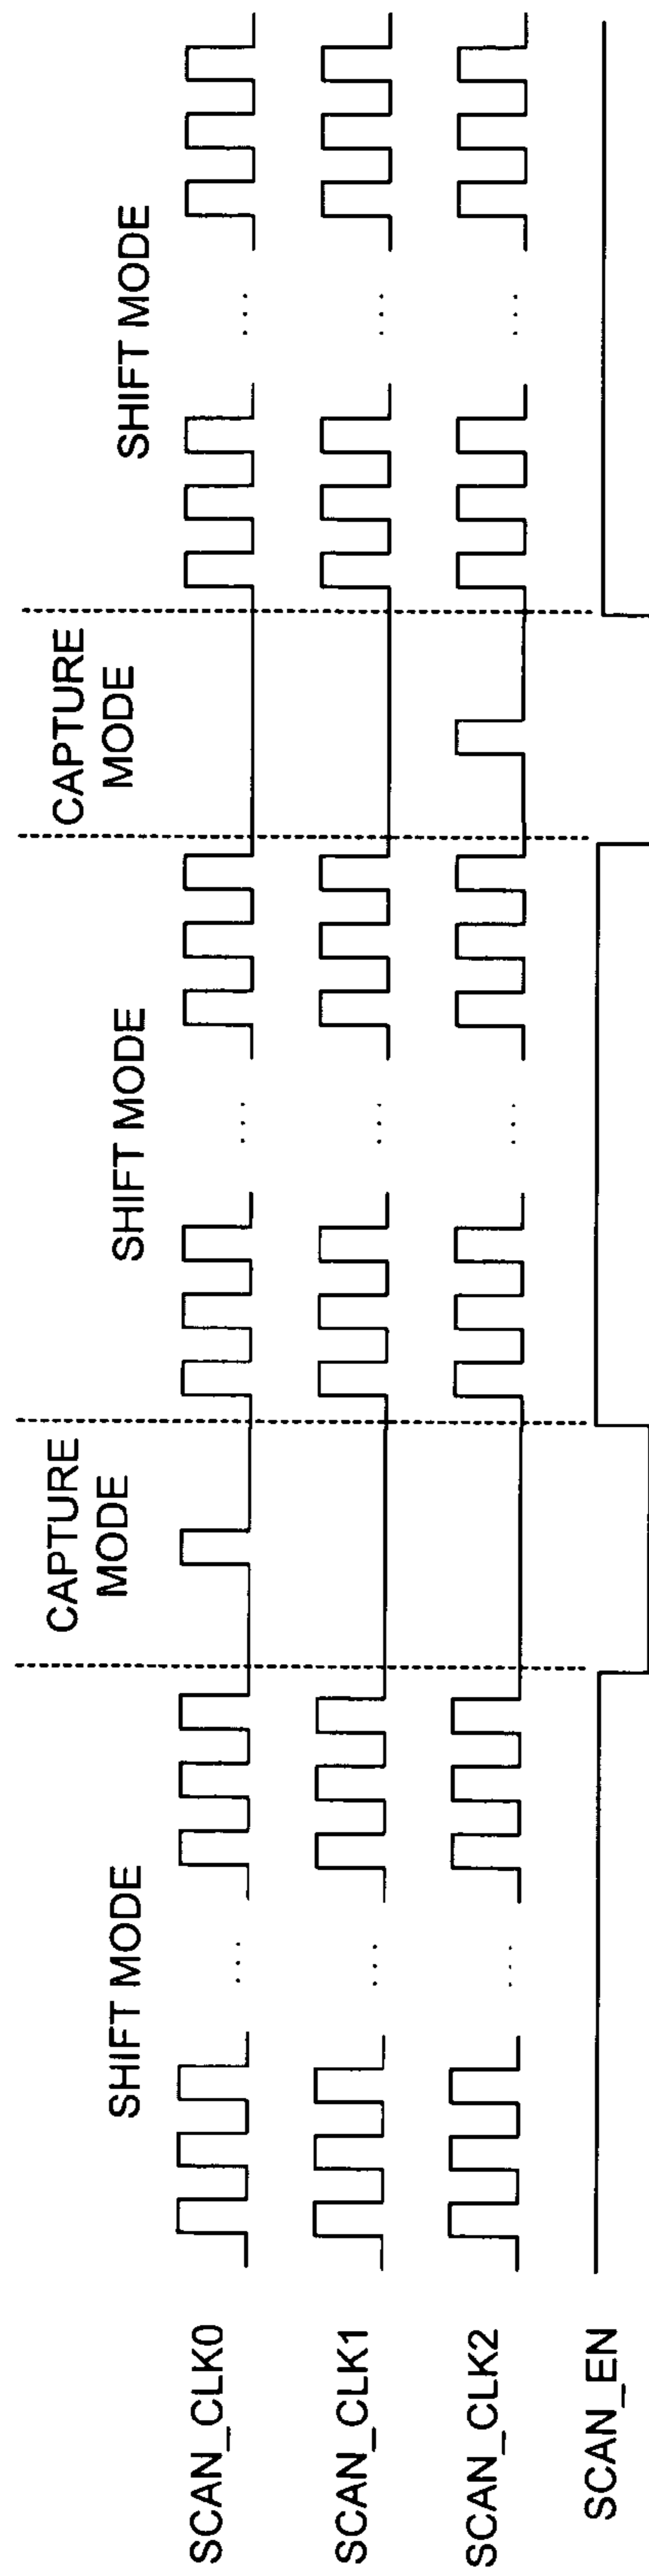 SHIFT MODE
CAPTURE
MODE
SHIFT MODE
CAPTURE
MODE
SHIFT MODE
SCAN_CLK0
...
...
...
SCAN_CLK1
...
...
...
SCAN_CLK2
...
...
...
SCAN_EN